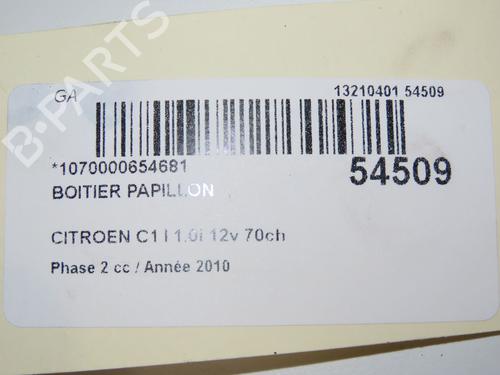 GA
13210401 54509
*1070000654681
54509
BOITIER PAPILLON
CITROEN C1 I 1.0i 12v 70ch
Phase 2 cc / Année 2010
B-PARTS